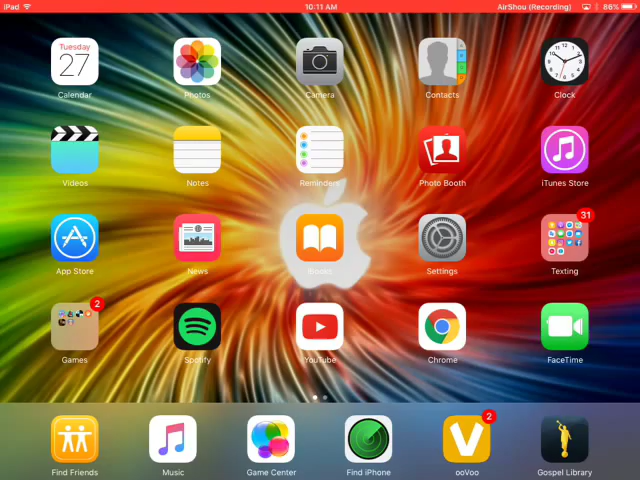 iPad 10:11 AM AirShou (Recording) 86%
Tuesday
27
Calendar Photos Camera Contacts Clock
Videos Notes Reminders Photo Booth iTunes Store
31
App Store News iBooks Settings Texting
2
Games Spotify YouTube Chrome FaceTime
2
Find Friends Music Game Center Find iPhone ooVoo Gospel Library